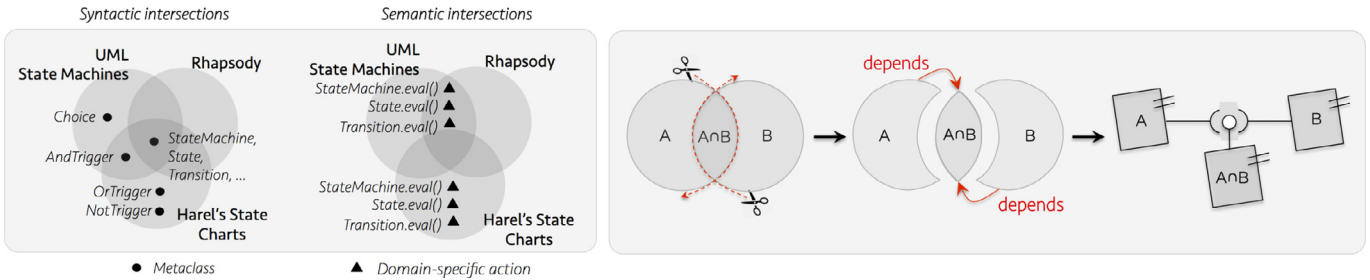 Syntactic intersections
Semantic intersections
UML
State Machines
Rhapsody
Choice
AndTrigger
StateMachine,
State,
Transition, ...
OrTrigger
NotTrigger
Harel's State
Charts
UML
State Machines
Rhapsody
StateMachine.eval()
State.eval()
Transition.eval()
StateMachine.eval()
State.eval()
Transition.eval()
Harel's State
Charts
Metaclass
Domain-specific action
A
A∩B
B
depends
A
A∩B
B
depends
A
B
A∩B